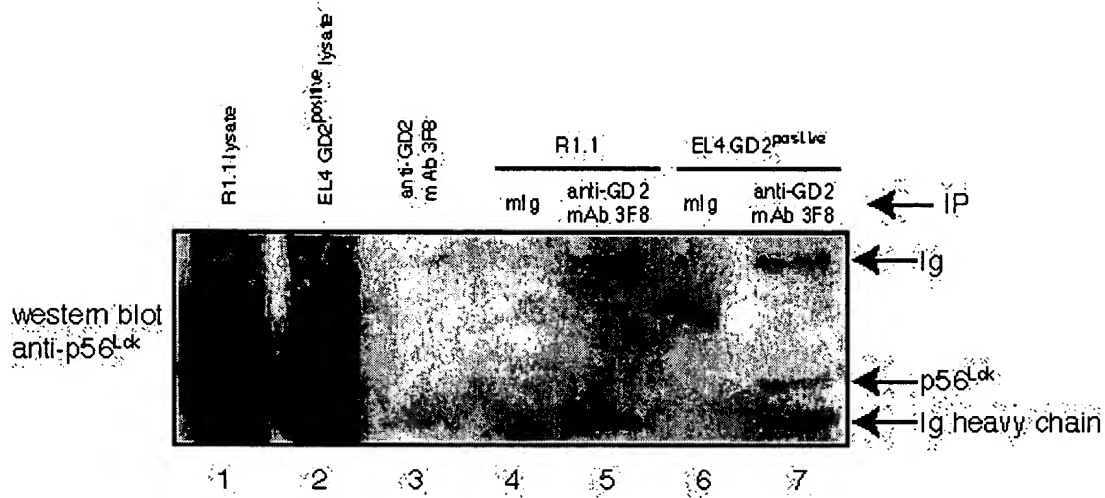 R1.1 lysate
EL4 GD2positive lysate
anti-GD2
mAb 3F8
R1.1
EL4.GD2positive
mIg
anti-GD2
mAb 3F8
mIg
anti-GD2
mAb 3F8
IP
Ig
western blot
anti-p56Lck
p56Lck
Ig heavy chain
1 2 3 4 5 6 7